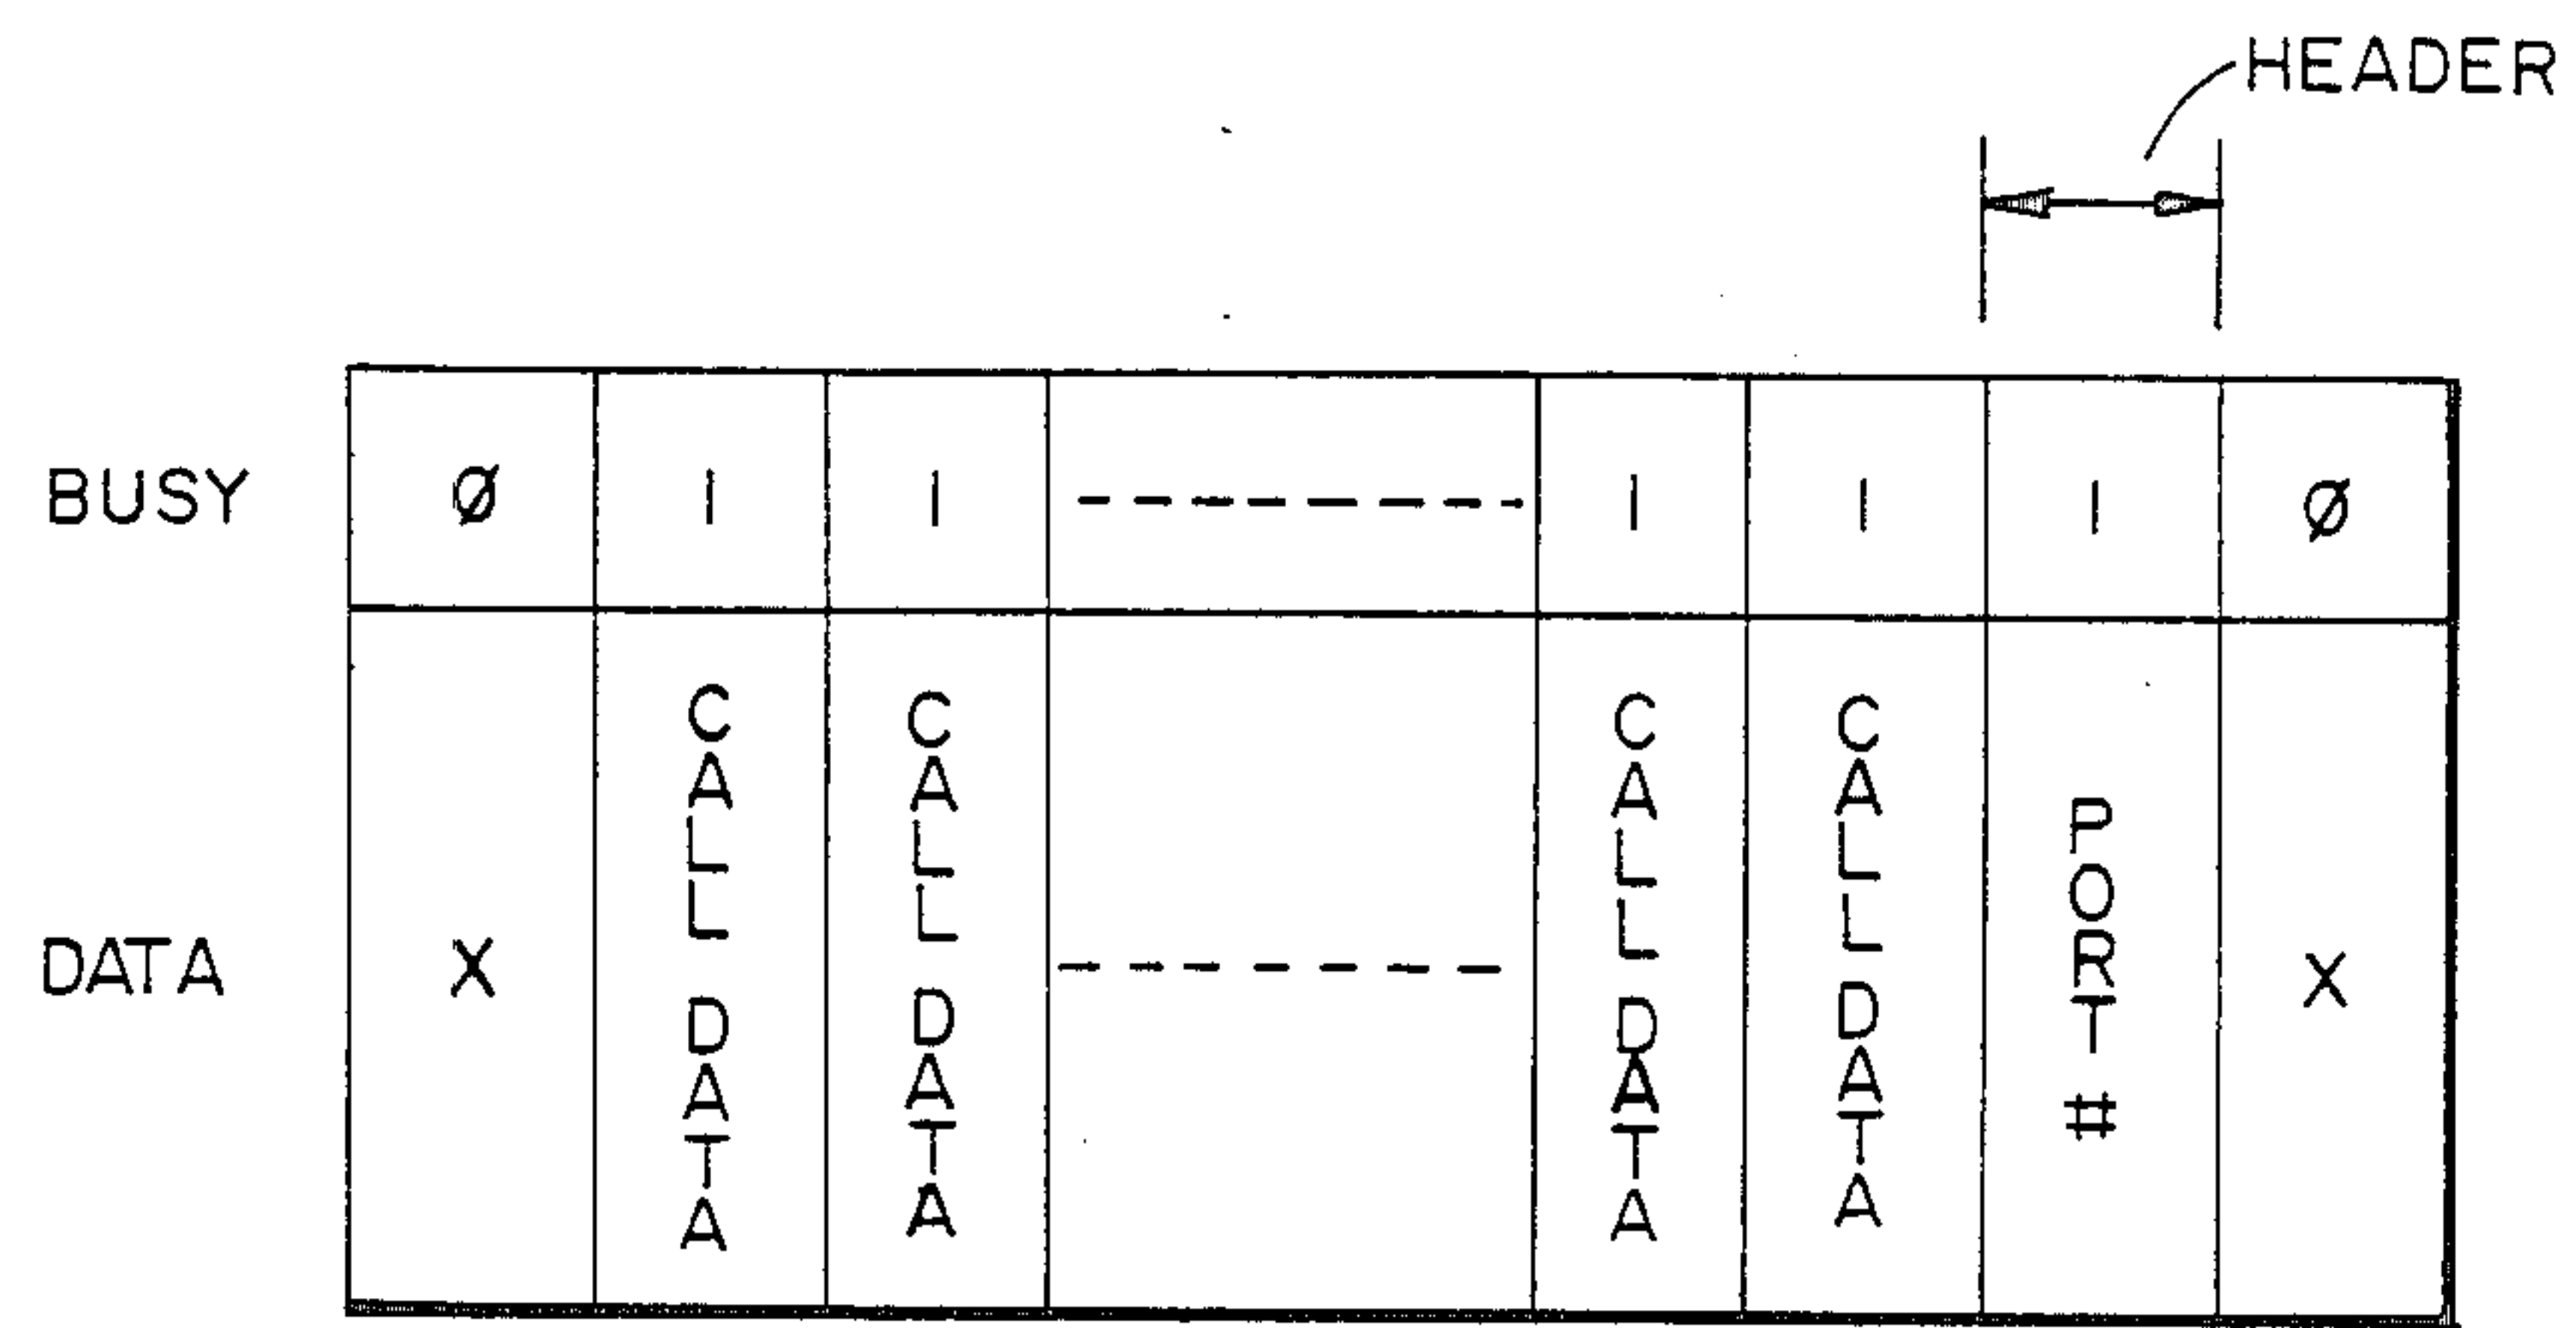 HEADER
BUSY Ø 1 1 --------- 1 1 1 Ø
DATA X CALL DATA CALL DATA ------- CALL DATA CALL DATA PORT # X